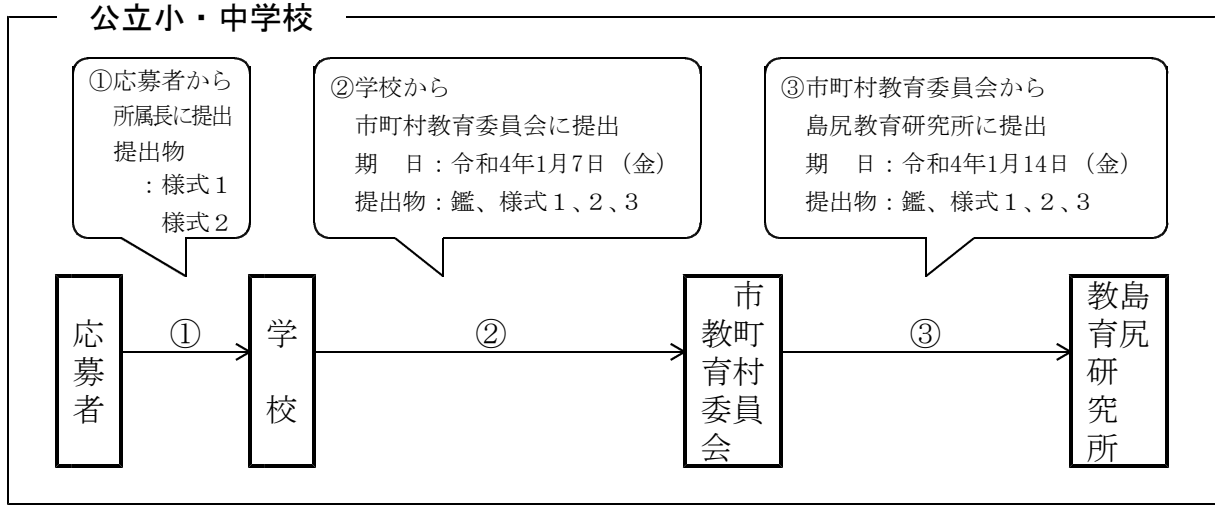 公立小・中学校
①応募者から
所属長に提出
提出物
：様式１
様式２
②学校から
市町村教育委員会に提出
期　日：令和4年1月7日（金）
提出物：鑑、様式１、２、３
③市町村教育委員会から
島尻教育研究所に提出
期　日：令和4年1月14日（金）
提出物：鑑、様式１、２、３
応募者
①
学校
②
市町村
教育委員会
③
島尻
教育研究所